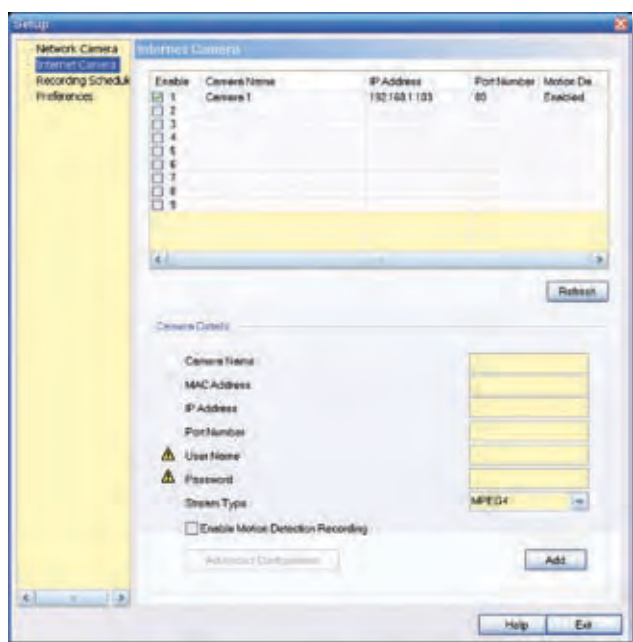 Setup
Network Camera
Internet Camera
Recording Schedul
Preferences
Internet Camera
Enable Camera Name IP Address Port Number Motion De
1 Camera 1 192.168.1.103 80 Enabled
2
3
4
5
6
7
8
9
Refresh
Camera Details
Camera Name
MAC Address
IP Address
Port Number
User Name
Password
Stream Type MPEG4
Enable Motion Detection Recording
Advanced Configuration Add
Help Exit